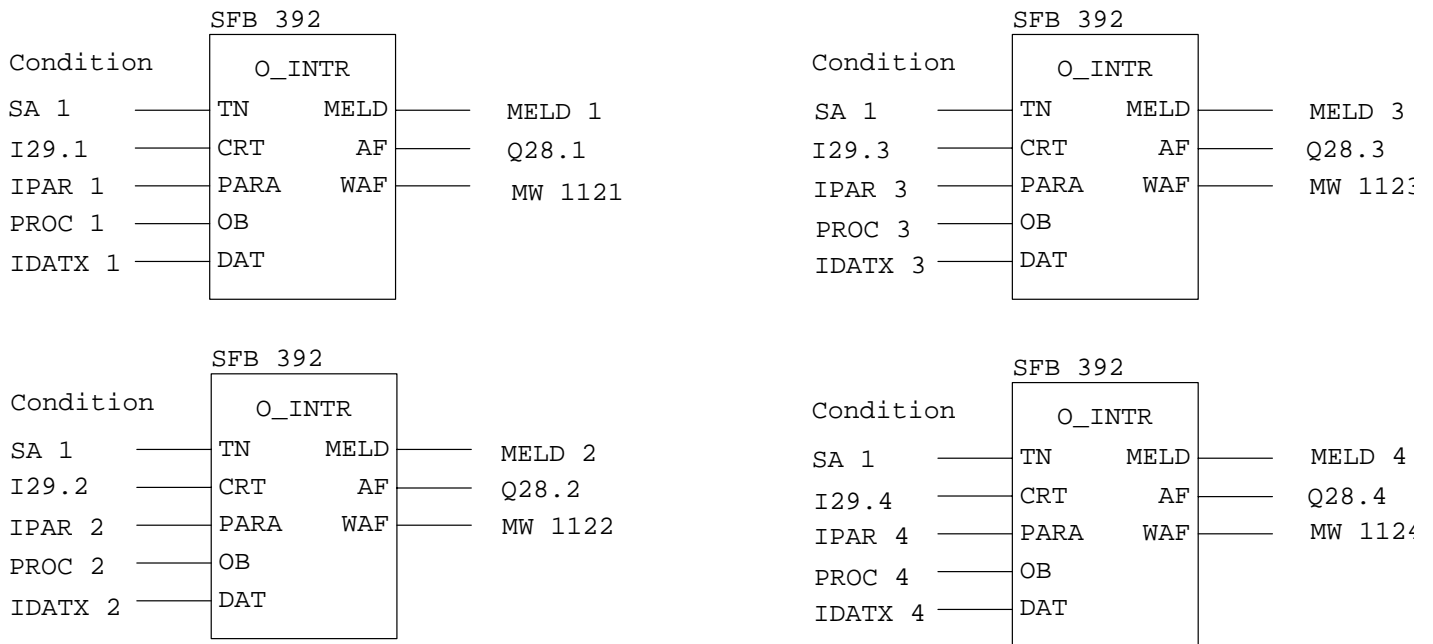 SFB 392
Condition
O_INTR
SA 1 TN MELD MELD 1
I29.1 CRT AF Q28.1
IPAR 1 PARA WAF MW 1121
PROC 1 OB
IDATX 1 DAT
SFB 392
Condition
O_INTR
SA 1 TN MELD MELD 2
I29.2 CRT AF Q28.2
IPAR 2 PARA WAF MW 1122
PROC 2 OB
IDATX 2 DAT
SFB 392
Condition
O_INTR
SA 1 TN MELD MELD 3
I29.3 CRT AF Q28.3
IPAR 3 PARA WAF MW 1123
PROC 3 OB
IDATX 3 DAT
SFB 392
Condition
O_INTR
SA 1 TN MELD MELD 4
I29.4 CRT AF Q28.4
IPAR 4 PARA WAF MW 1124
PROC 4 OB
IDATX 4 DAT